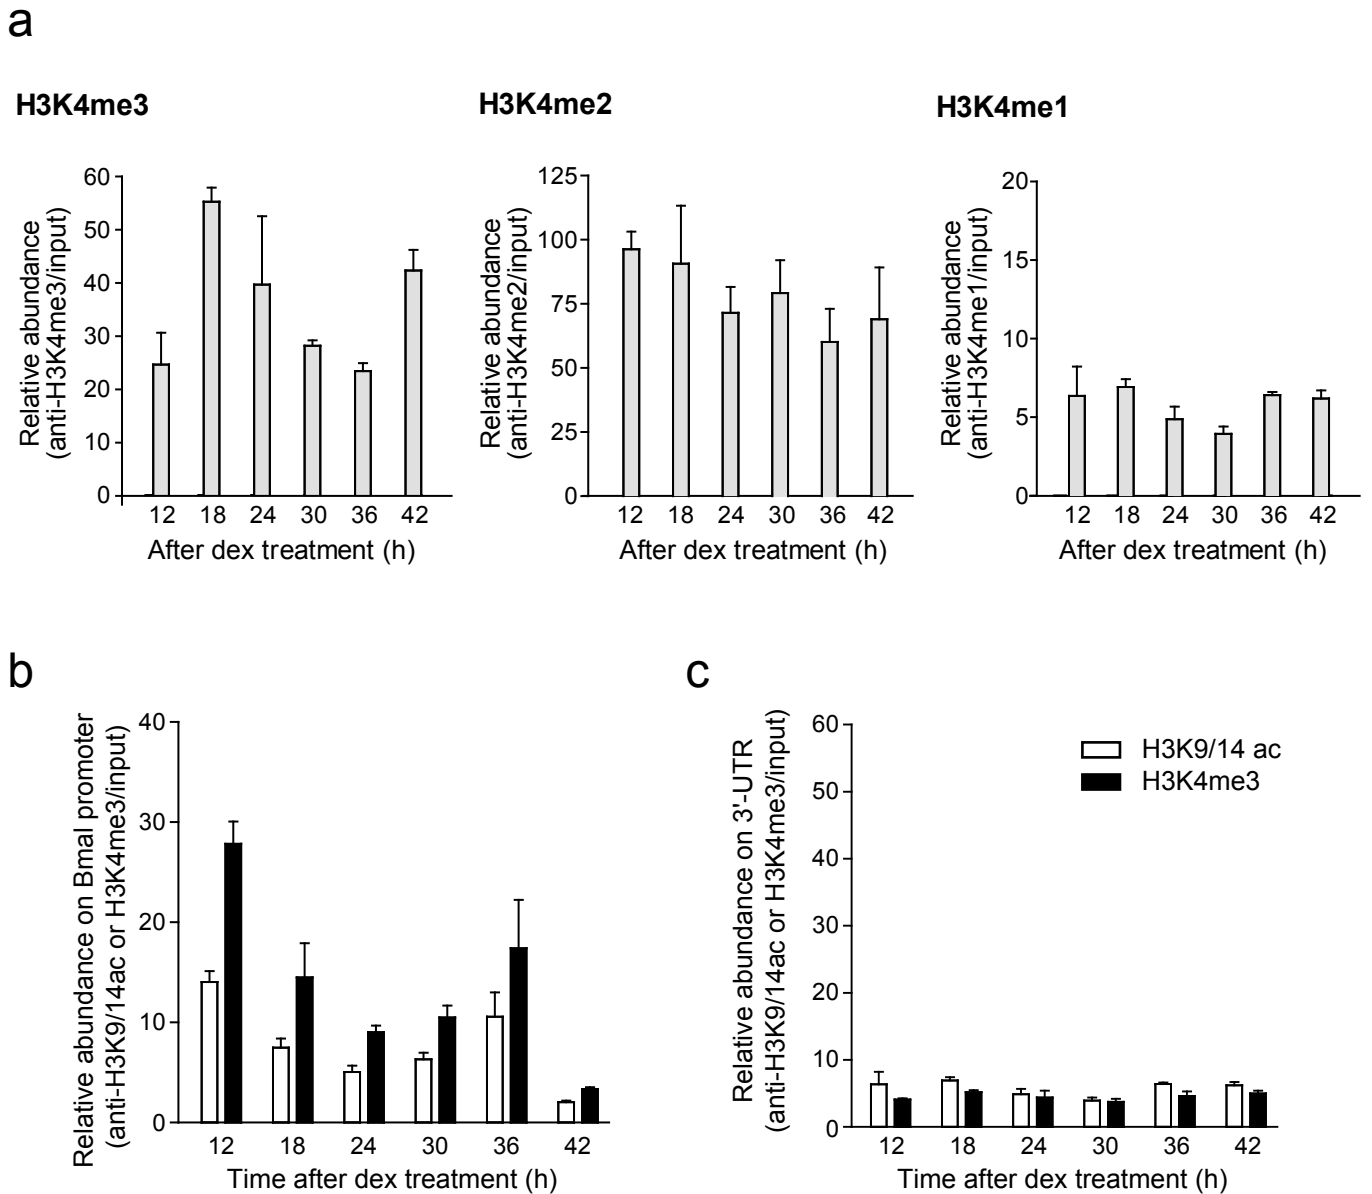 a
H3K4me3
H3K4me2
H3K4me1
Relative abundance
(anti-H3K4me3/input)
60
50
40
30
20
10
0
12 18 24 30 36 42
After dex treatment (h)
Relative abundance
(anti-H3K4me2/input)
125
100
75
50
25
0
12 18 24 30 36 42
After dex treatment (h)
Relative abundance
(anti-H3K4me1/input)
20
15
10
5
0
12 18 24 30 36 42
After dex treatment (h)
b
Relative abundance on Bmal promoter
(anti-H3K9/14ac or H3K4me3/input)
40
30
20
10
0
12 18 24 30 36 42
Time after dex treatment (h)
c
Relative abundance on 3'-UTR
(anti-H3K9/14ac or H3K4me3/input)
60
50
40
30
20
10
0
H3K9/14 ac
H3K4me3
12 18 24 30 36 42
Time after dex treatment (h)